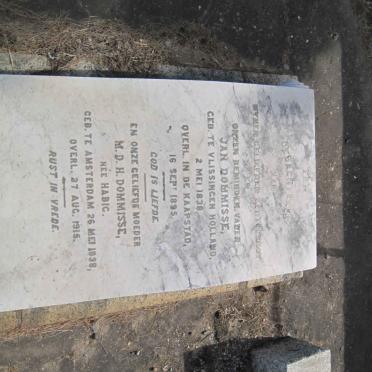 ONZEN BEMINDEN VADER
JAN DOMMISSE,
GEB. TE VLISSINGEN HOLLAND,
2 MEI 1838
OVERL. IN DE KAAPSTAD,
16 SEPT 1895.
GOD IS LIEFDE.
EN ONZE GELIEFDE MOEDER
M.D.H. DOMMISSE,
NÉE HABIG.
GEB. TE AMSTERDAM 26 MEI 1838,
OVERL. 27 AUG. 1915.
RUST IN VREDE.